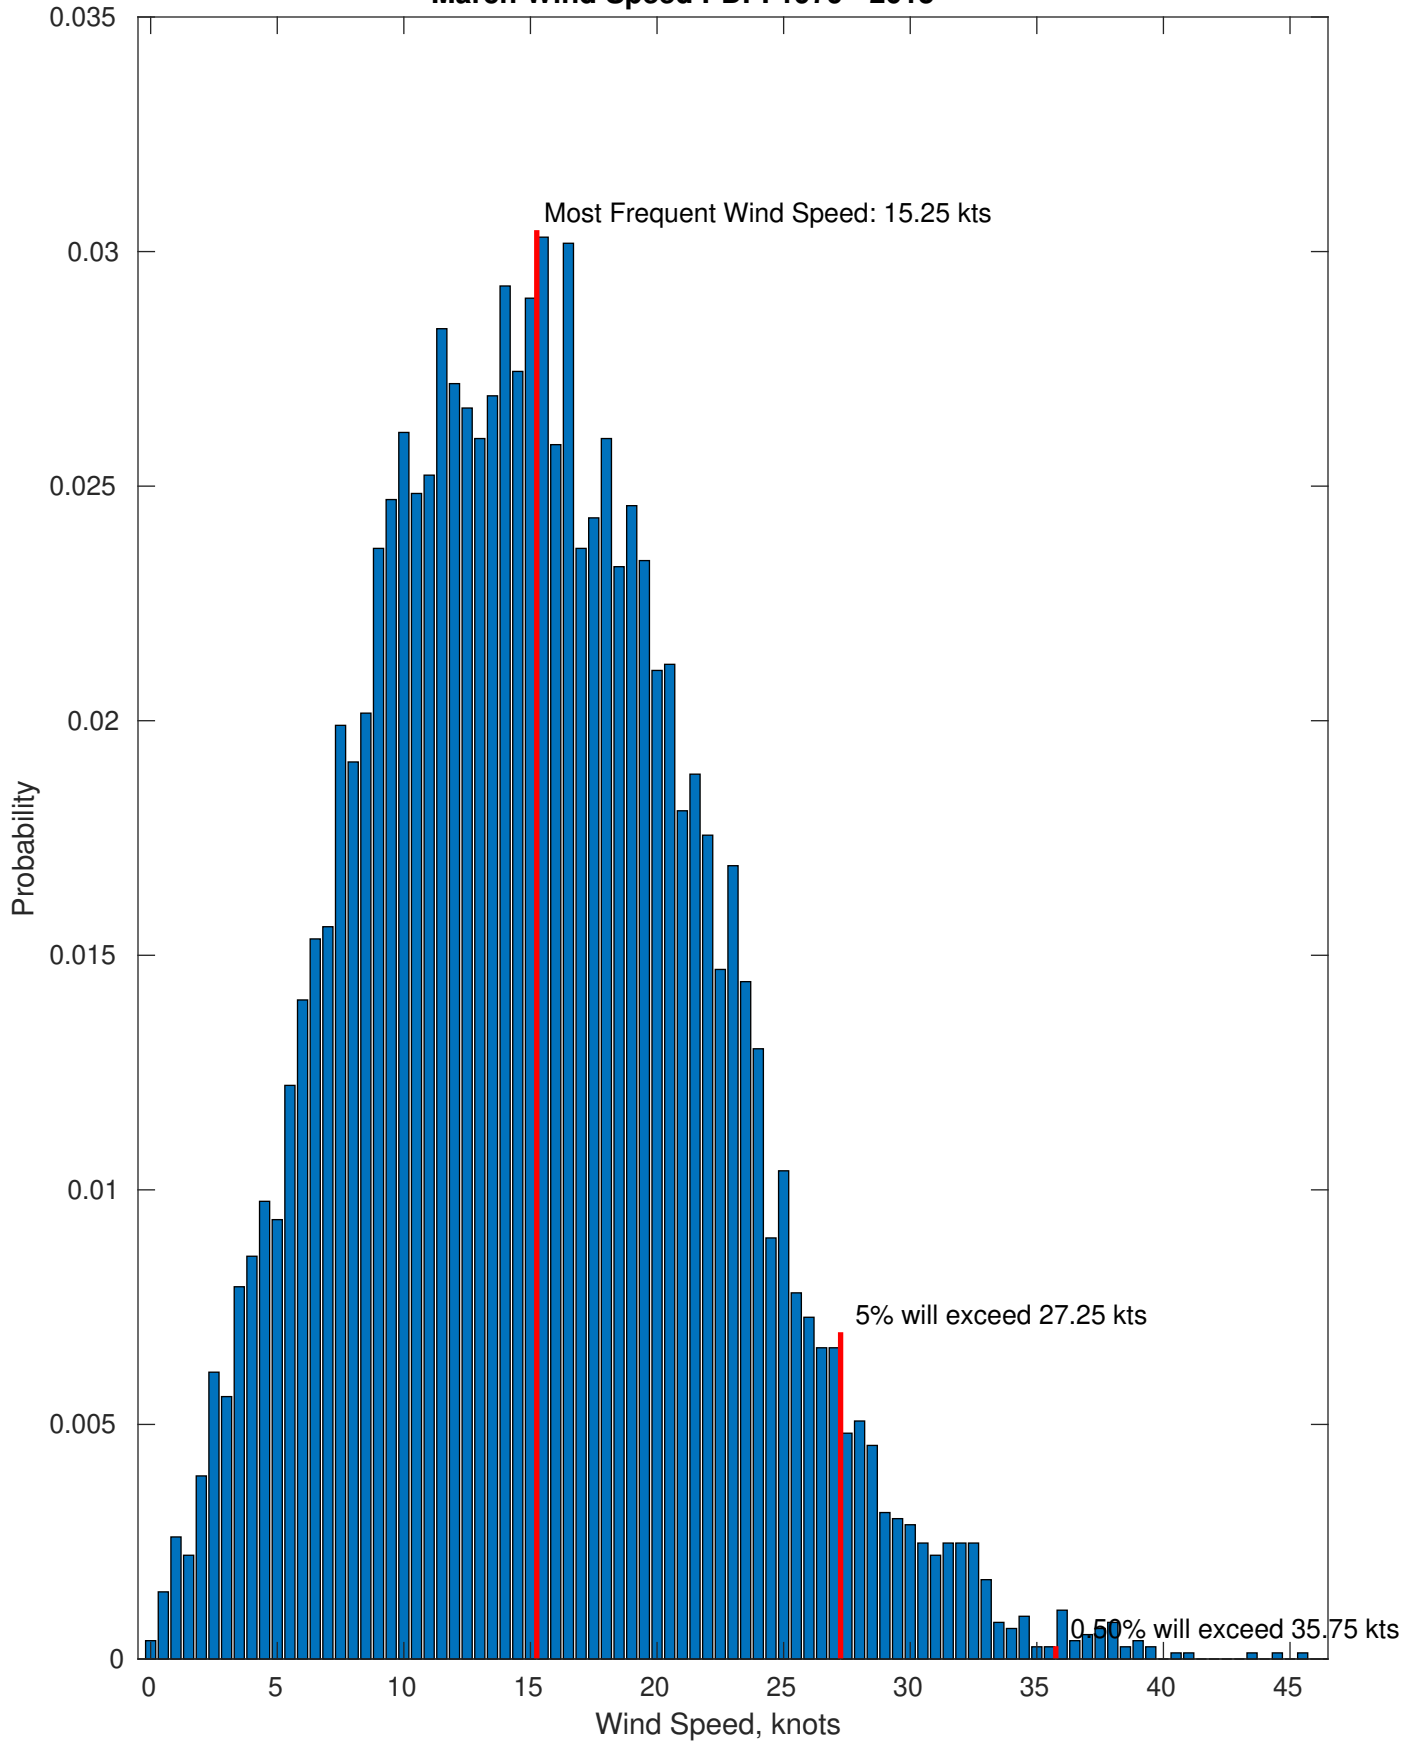 0.035
Most Frequent Wind Speed: 15.25 kts
0.03
0.025
0.02
Probability
0.015
0.01
5% will exceed 27.25 kts
0.005
0.50% will exceed 35.75 kts
0
0 5 10 15 20 25 30 35 40 45
Wind Speed, knots